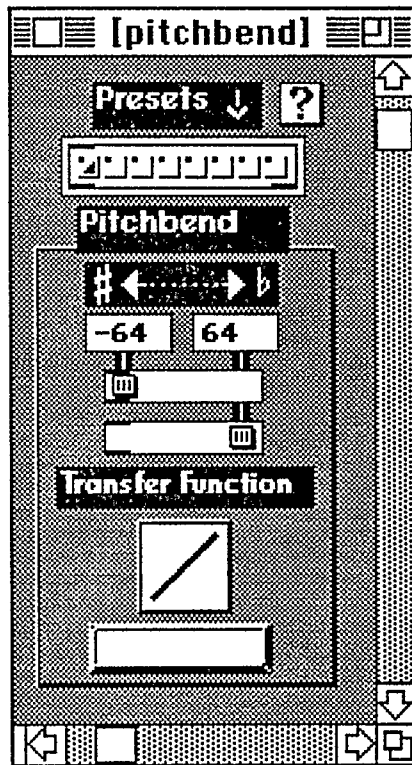 [pitchbend]
Presets ↓ ?
Pitchbend
♯ ♭
-64 64
Transfer Function